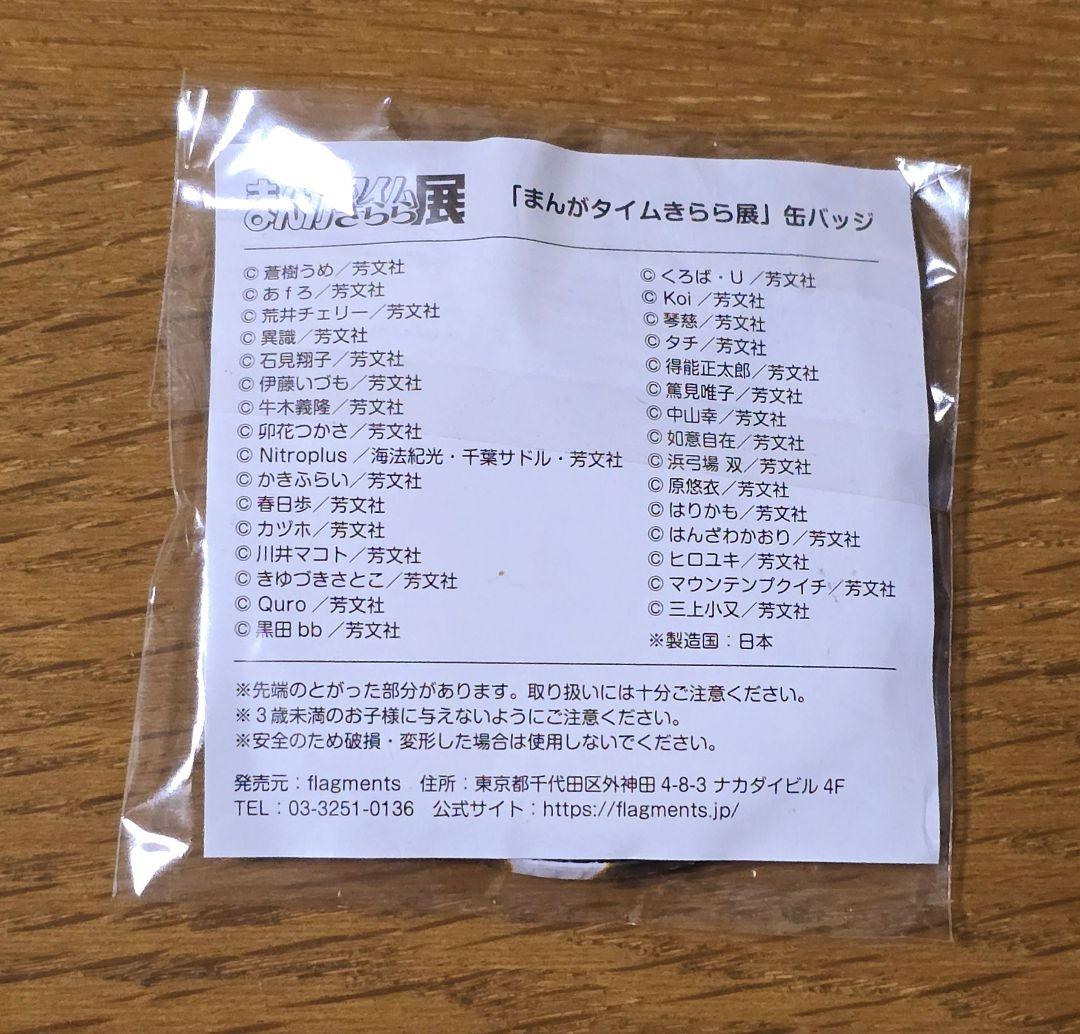 まんがタイムきらら展
「まんがタイムきらら展」缶バッジ
© 蒼樹うめ／芳文社
© あｆろ／芳文社
© 荒井チェリー／芳文社
© 異識／芳文社
© 石見翔子／芳文社
© 伊藤いづも／芳文社
© 牛木義隆／芳文社
© 卯花つかさ／芳文社
© Nitroplus／海法紀光・千葉サドル・芳文社
© かきふらい／芳文社
© 春日歩／芳文社
© カヅホ／芳文社
© 川井マコト／芳文社
© きゆづきさとこ／芳文社
© Quro／芳文社
© 黒田 bb／芳文社
© くろば・U／芳文社
© Koi／芳文社
© 琴慈／芳文社
© タチ／芳文社
© 得能正太郎／芳文社
© 篤見唯子／芳文社
© 中山幸／芳文社
© 如意自在／芳文社
© 浜弓場 双／芳文社
© 原悠衣／芳文社
© はりかも／芳文社
© はんざわかおり／芳文社
© ヒロユキ／芳文社
© マウンテンプクイチ／芳文社
© 三上小又／芳文社
※製造国：日本
※先端のとがった部分があります。取り扱いには十分ご注意ください。
※３歳未満のお子様に与えないようにご注意ください。
※安全のため破損・変形した場合は使用しないでください。
発売元：flagments 住所：東京都千代田区外神田 4-8-3 ナカダイビル 4F
TEL：03-3251-0136 公式サイト：https://flagments.jp/